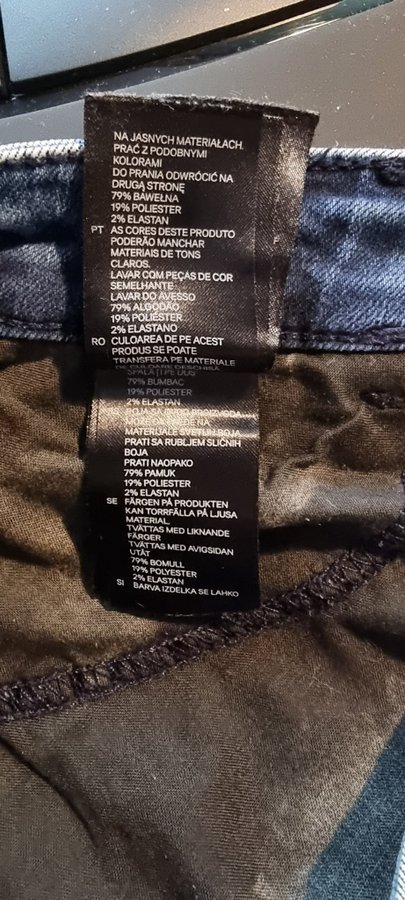 NA JASNYCH MATERIAŁACH.
PRAĆ Z PODOBNYMI
KOLORAMI
DO PRANIA ODWRÓCIĆ NA
DRUGĄ STRONĘ
79% BAWEŁNA
19% POLIESTER
2% ELASTAN
PT AS CORES DESTE PRODUTO
PODERÃO MANCHAR
MATERIAIS DE TONS
CLAROS.
LAVAR COM PEÇAS DE COR
SEMELHANTE
LAVAR DO AVESSO
79% ALGODÃO
19% POLIÉSTER
2% ELASTANO
RO CULOAREA DE PE ACEST
PRODUS SE POATE
TRANSFERA PE MATERIALE
DE CULOARE DESCHISĂ
79% BUMBAC
19% POLIESTER
2% ELASTAN
MATERIJALE SVETLIH BOJA
PRATI SA RUBLJEM SLIČNIH
BOJA
PRATI NAOPAKO
79% PAMUK
19% POLIESTER
2% ELASTAN
SE FÄRGEN PÅ PRODUKTEN
KAN TORRFÄLLA PÅ LJUSA
MATERIAL.
TVÄTTAS MED LIKNANDE
FÄRGER
TVÄTTAS MED AVIGSIDAN
UTÅT
79% BOMULL
19% POLYESTER
2% ELASTAN
SI BARVA IZDELKA SE LAHKO